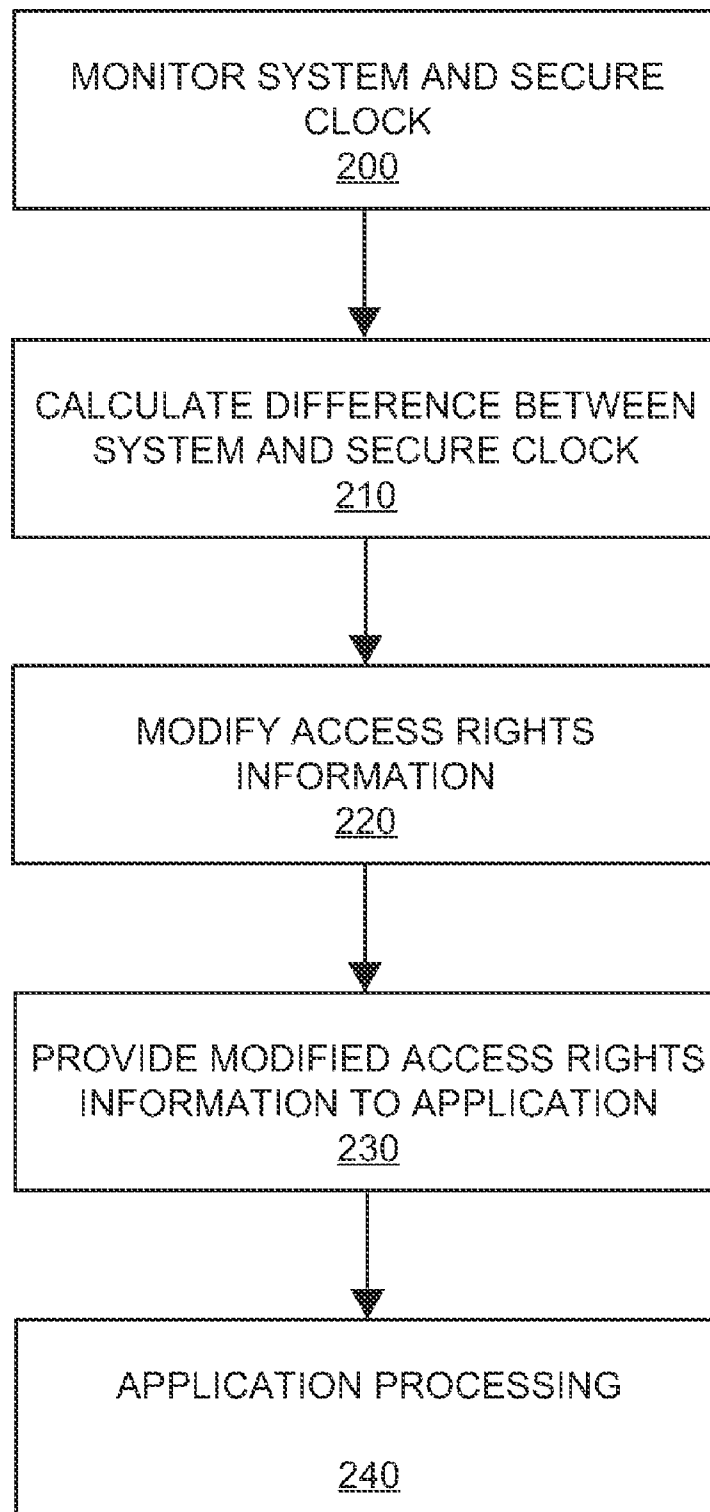 MONITOR SYSTEM AND SECURE
CLOCK
200
CALCULATE DIFFERENCE BETWEEN
SYSTEM AND SECURE CLOCK
210
MODIFY ACCESS RIGHTS
INFORMATION
220
PROVIDE MODIFIED ACCESS RIGHTS
INFORMATION TO APPLICATION
230
APPLICATION PROCESSING
240